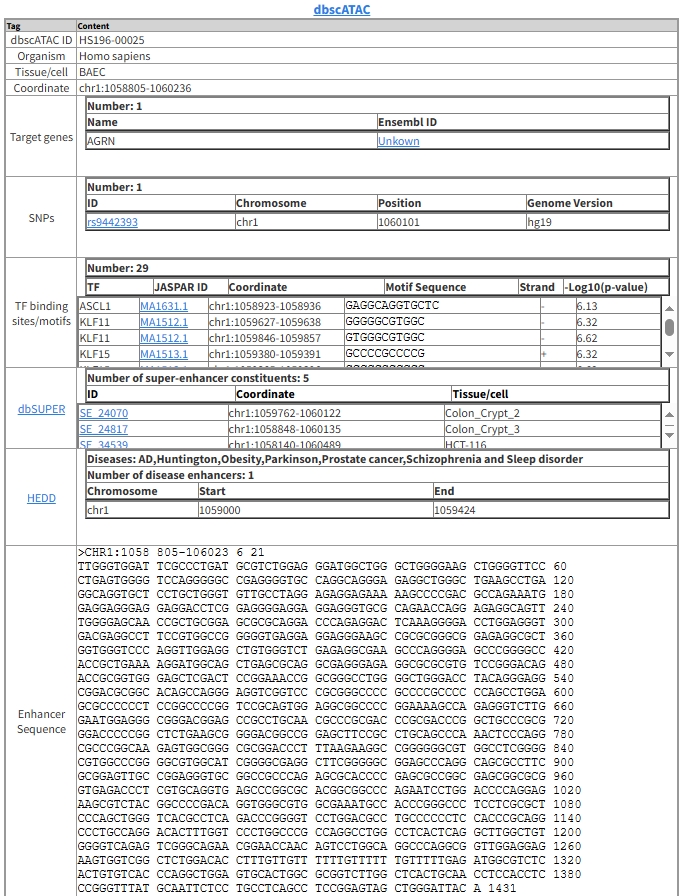 dbscATAC
Tag Content
dbscATAC ID HS196-00025
Organism Homo sapiens
Tissue/cell BAEC
Coordinate chr1:1058805-1060236
Target genes
Number: 1
Name Ensembl ID
AGRN Unkown
SNPs
Number: 1
ID Chromosome Position Genome Version
rs9442393 chr1 1060101 hg19
TF binding sites/motifs
Number: 29
TF JASPAR ID Coordinate Motif Sequence Strand -Log10(p-value)
ASCL1 MA1631.1 chr1:1058923-1058936 GAGGCAGGTGCTC - 6.13
KLF11 MA1512.1 chr1:1059627-1059638 GGGGGCGTGGC - 6.32
KLF11 MA1512.1 chr1:1059846-1059857 GTGGGCGTGGC - 6.62
KLF15 MA1513.1 chr1:1059380-1059391 GCCCCGCCCCG + 6.32
dbSUPER
Number of super-enhancer constituents: 5
ID Coordinate Tissue/cell
SE_24070 chr1:1059762-1060122 Colon_Crypt_2
SE_24817 chr1:1058848-1060135 Colon_Crypt_3
SE_34539 chr1:1058140-1060489 HCT-116
HEDD
Diseases: AD,Huntington,Obesity,Parkinson,Prostate cancer,Schizophrenia and Sleep disorder
Number of disease enhancers: 1
Chromosome Start End
chr1 1059000 1059424
Enhancer Sequence
>CHR1:1058 805-106023 6 21
TTGGGTGGAT TCGCCCTGAT GCGTCTGGAG GGATGGCTGG GCTGGGGAAG CTGGGGTTCC 60
CTGAGTGGGG TCCAGGGGGC CGAGGGGTGC CAGGCAGGGA GAGGCTGGGC TGAAGCCTGA 120
GGCAGGTGCT CCTGCTGGGT GTTGCCTAGG AGAGGAGAAA AAGCCCCGAC GCCAGAAATG 180
GAGGAGGGAG GAGGACCTCG GAGGGGAGGA GGAGGGTGCG CAGAACCAGG AGAGGCAGTT 240
TGGGGAGCAA CCGCTGCGGA GCGCGCAGGA CCCAGAGGAC TCAAGGGGGA CCTGGAGGGT 300
GACGAGGCCT TCCGTGGCCG GGGGTGAGGA GAGGGGAAGC CGCGCGGGCG GAGAGGCGCT 360
GGTGGGTCCC AGGTTGGAGG CTGTGGGTCT GAGAGGCGAA GCCCAGGGGA GCCCGGGGCC 420
ACCGCTGAAA AGGATGGCAG CTGAGCGCAG GCGAGGGAGG GCGCGCGTG TCCGGGACAG 480
ACCGCGGTGG GAGCTCGACT CCGGAAACCG GCGGGCCTGG GGCTGGGACC TACAGGGAGG 540
CGGACGCGGC ACAGCCAGGG AGGTCGGTCC CGCGGCCCCG GCCCCGCCCC CCAGCCTGGA 600
GCGCCCCCCT CCGGCCCCGG TCCGCAGTGG AGGCGCGGCC GGAAAAGCCA GAGGGTCTTG 660
GAATGGAGGG CGGGACGGAG CCGCCTGCAA CGCCCGCGAC CCGCGACCCG GCTGCCCGCG 720
GGACCCCCGG CTCTGAAGCG GGGACGGCCG GAGCTTCCGC CTGCAGCCCA AACTCCCAGG 780
CGCCCGGCAA GAGTGGCGGG CGCGGACCCT TTAAGAAGGC CGGGGGGCGT GGCCTCGGGG 840
CGTGGCCCGG GGCGTGGCAT CGGGGCGAGG CTTCGGGGGC GGAGCCCAGG CAGCGCCTTC 900
GCGGAGTTGC CGGAGGGTGC GGCCGCCCAG AGCGCACCCC GAGCGCCGGC GAGCGGCGCG 960
GTGAGACCCT CGTGCAGGTG AGCCCGGCGC ACGGCGGCCC AGAATCCTGG ACCCCAGGAG 1020
AAGCGTCTAC GGCCCCGACA GGTGGGCGTG GCGAAATGCC ACCCGGGCCC TCCTCGCGCT 1080
CCCAGCTGGG TCACGCCTCA GACCCGGGGT CCTGGACGCC TGCCCCCCTC CACCCGCAGG 1140
CCCTGCCAGG ACACTTTGGT CCCTGGCCCG CCAGGCCTGG CCTCACTCAG GCTTGGCTGT 1200
GGGGTCAGAG TCGGGAGAAC CGGAACCAAC AGTCCTGGCA GGCCCAGGCG GTTGGAGGAG 1260
AAGTGGTCGG CTCTGGACAC CTTTGTTGTT TTTTGTTTTT TGTTTTTGAG ATGGCGTCTC 1320
ACTGTGTCAC CCAGGCTGGA GTGCACTGGC GCGGTCTTGG CTCACTGCAA CCTCCACCTC 1380
CCGGGTTTAT GCAATTCTCC TGCCTCAGCC TCCGGAGTAG CTGGGATTAC A 1431